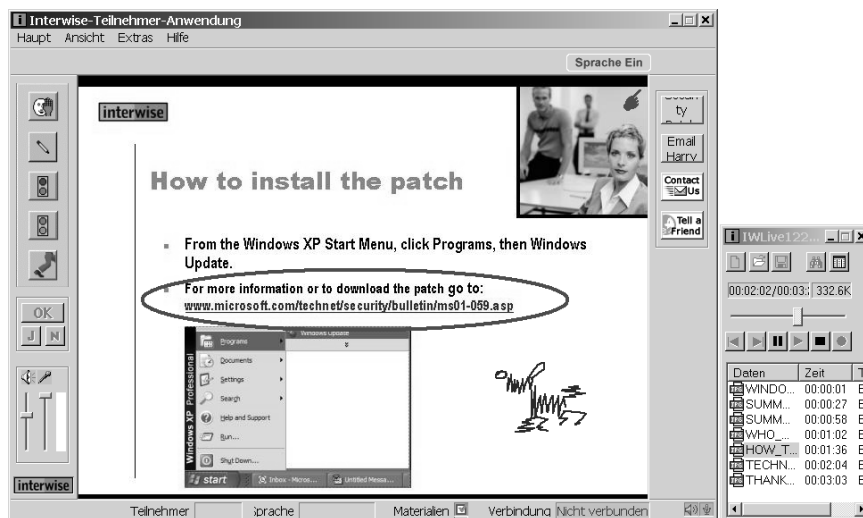 Interwise-Teilnehmer-Anwendung
Haupt Ansicht Extras Hilfe
Sprache Ein
interwise
ty
Email
Harry
Contact
Us
Tell a
Friend
How to install the patch
From the Windows XP Start Menu, click Programs, then Windows
Update.
For more information or to download the patch go to:
www.microsoft.com/technet/security/bulletin/ms01-059.asp
OK
J N
Windows Update
Programs
Documents
Settings
Search
Help and Support
Run...
Shut Down...
Windows XP Professional
start Inbox - Micros... Untitled Messa...
interwise
Teilnehmer Sprache Materialien Verbindung Nicht verbunden
IWLive122...
00:02:02/00:03: 332.6K
Daten Zeit T
WINDO... 00:00:01 E
SUMM... 00:00:27 E
SUMM... 00:00:58 E
WHO_... 00:01:02 E
HOW_T... 00:01:36 E
TECHN... 00:02:04 E
THANK... 00:03:03 E